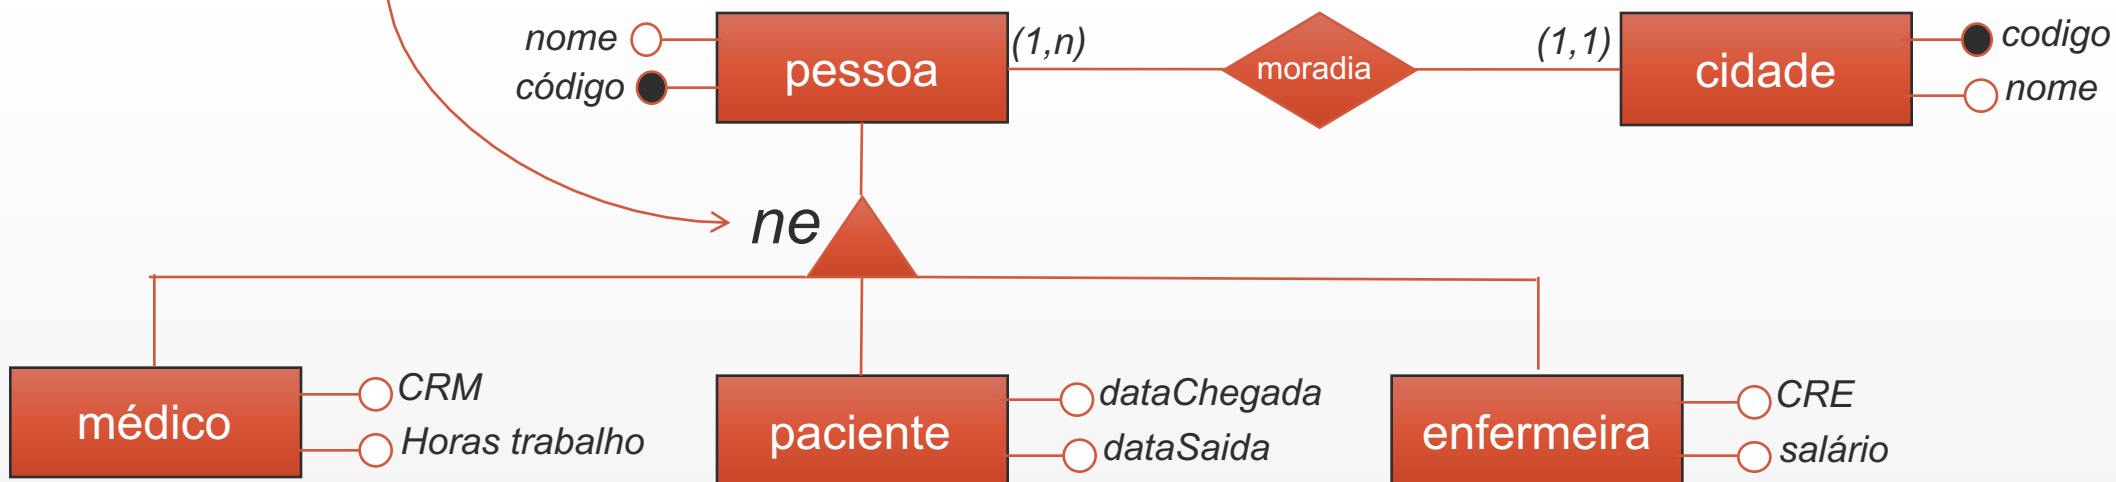 nome
código
pessoa
(1,n)
moradia
(1,1)
cidade
codigo
nome
ne
médico
CRM
Horas trabalho
paciente
dataChegada
dataSaida
enfermeira
CRE
salário